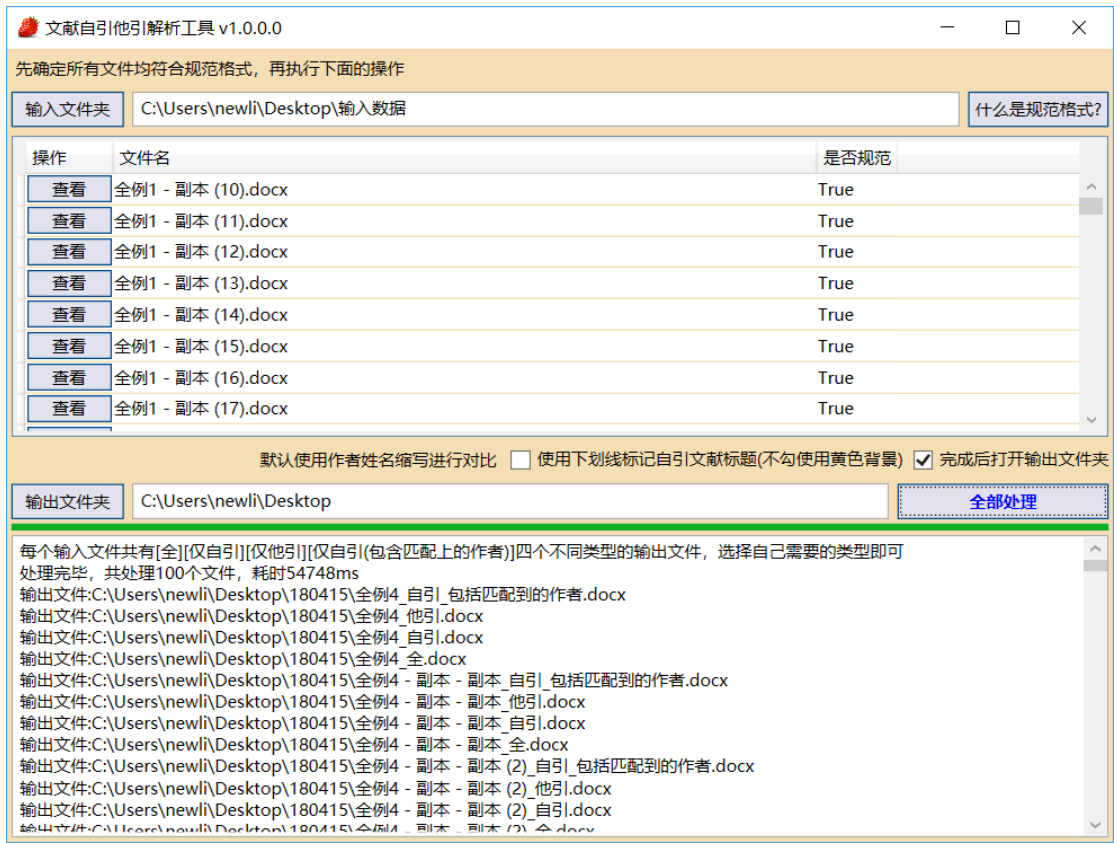 文献自引他引解析工具 v1.0.0.0
先确定所有文件均符合规范格式，再执行下面的操作
输入文件夹 C:\Users\newli\Desktop\输入数据 什么是规范格式?
操作 文件名 是否规范
查看 全例1 - 副本 (10).docx True
查看 全例1 - 副本 (11).docx True
查看 全例1 - 副本 (12).docx True
查看 全例1 - 副本 (13).docx True
查看 全例1 - 副本 (14).docx True
查看 全例1 - 副本 (15).docx True
查看 全例1 - 副本 (16).docx True
查看 全例1 - 副本 (17).docx True
默认使用作者姓名缩写进行对比 使用下划线标记自引文献标题(不勾使用黄色背景) 完成后打开输出文件夹
输出文件夹 C:\Users\newli\Desktop 全部处理
每个输入文件共有[全][仅自引][仅他引][仅自引(包含匹配上的作者)]四个不同类型的输出文件，选择自己需要的类型即可
处理完毕，共处理100个文件，耗时54748ms
输出文件:C:\Users\newli\Desktop\180415\全例4_自引_包括匹配到的作者.docx
输出文件:C:\Users\newli\Desktop\180415\全例4_他引.docx
输出文件:C:\Users\newli\Desktop\180415\全例4_自引.docx
输出文件:C:\Users\newli\Desktop\180415\全例4_全.docx
输出文件:C:\Users\newli\Desktop\180415\全例4 - 副本 - 副本_自引_包括匹配到的作者.docx
输出文件:C:\Users\newli\Desktop\180415\全例4 - 副本 - 副本_他引.docx
输出文件:C:\Users\newli\Desktop\180415\全例4 - 副本 - 副本_自引.docx
输出文件:C:\Users\newli\Desktop\180415\全例4 - 副本 - 副本_全.docx
输出文件:C:\Users\newli\Desktop\180415\全例4 - 副本 - 副本 (2)_自引_包括匹配到的作者.docx
输出文件:C:\Users\newli\Desktop\180415\全例4 - 副本 - 副本 (2)_他引.docx
输出文件:C:\Users\newli\Desktop\180415\全例4 - 副本 - 副本 (2)_自引.docx
输出文件:C:\Users\newli\Desktop\180415\全例4 - 副本 - 副本 (2)_全.docx